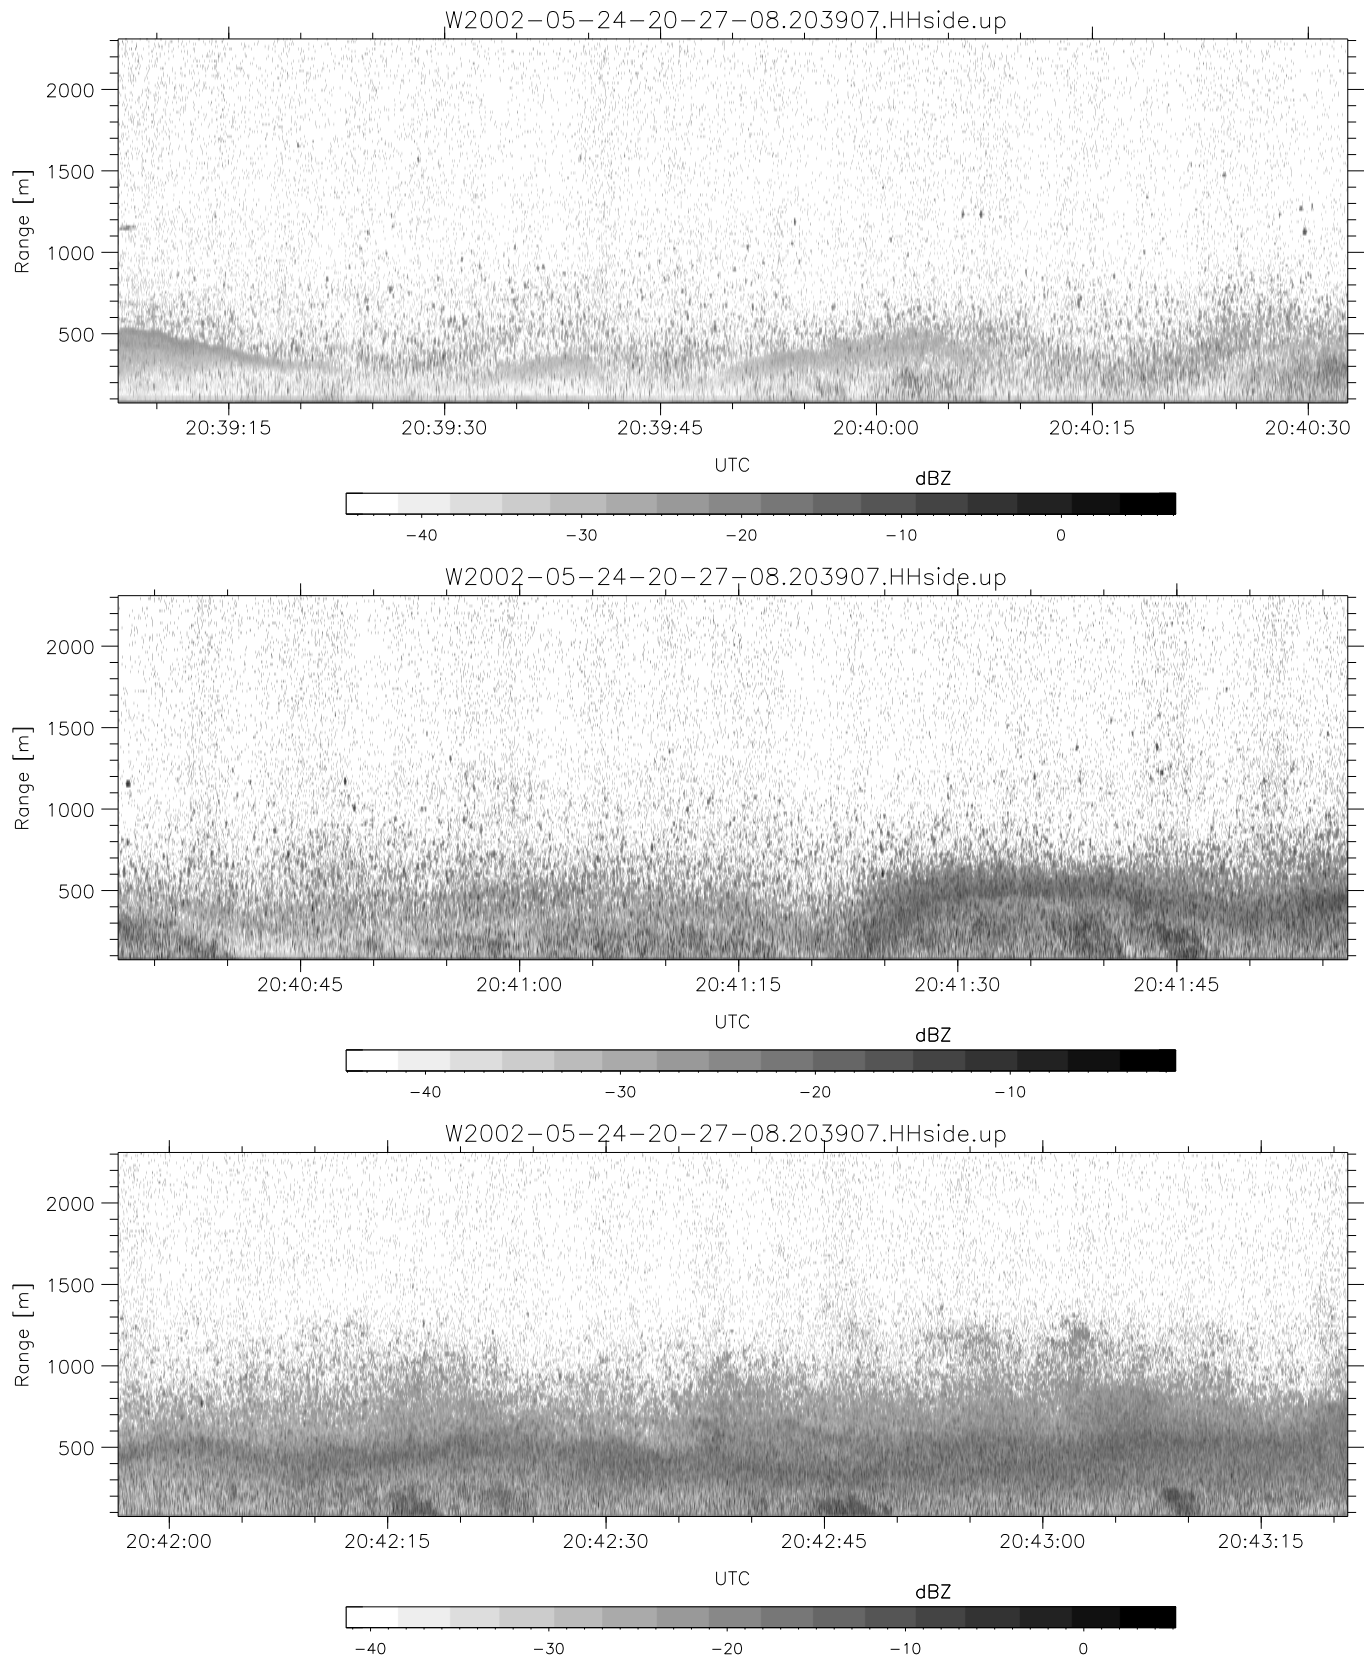 W2002-05-24-20-27-08.203907.HHside.up
2000
1500
1000
500
Range [m]
20:39:15 20:39:30 20:39:45 20:40:00 20:40:15 20:40:30
UTC
dBZ
-40 -30 -20 -10 0
W2002-05-24-20-27-08.203907.HHside.up
2000
1500
1000
500
Range [m]
20:40:45 20:41:00 20:41:15 20:41:30 20:41:45
UTC
dBZ
-40 -30 -20 -10
W2002-05-24-20-27-08.203907.HHside.up
2000
1500
1000
500
Range [m]
20:42:00 20:42:15 20:42:30 20:42:45 20:43:00 20:43:15
UTC
dBZ
-40 -30 -20 -10 0